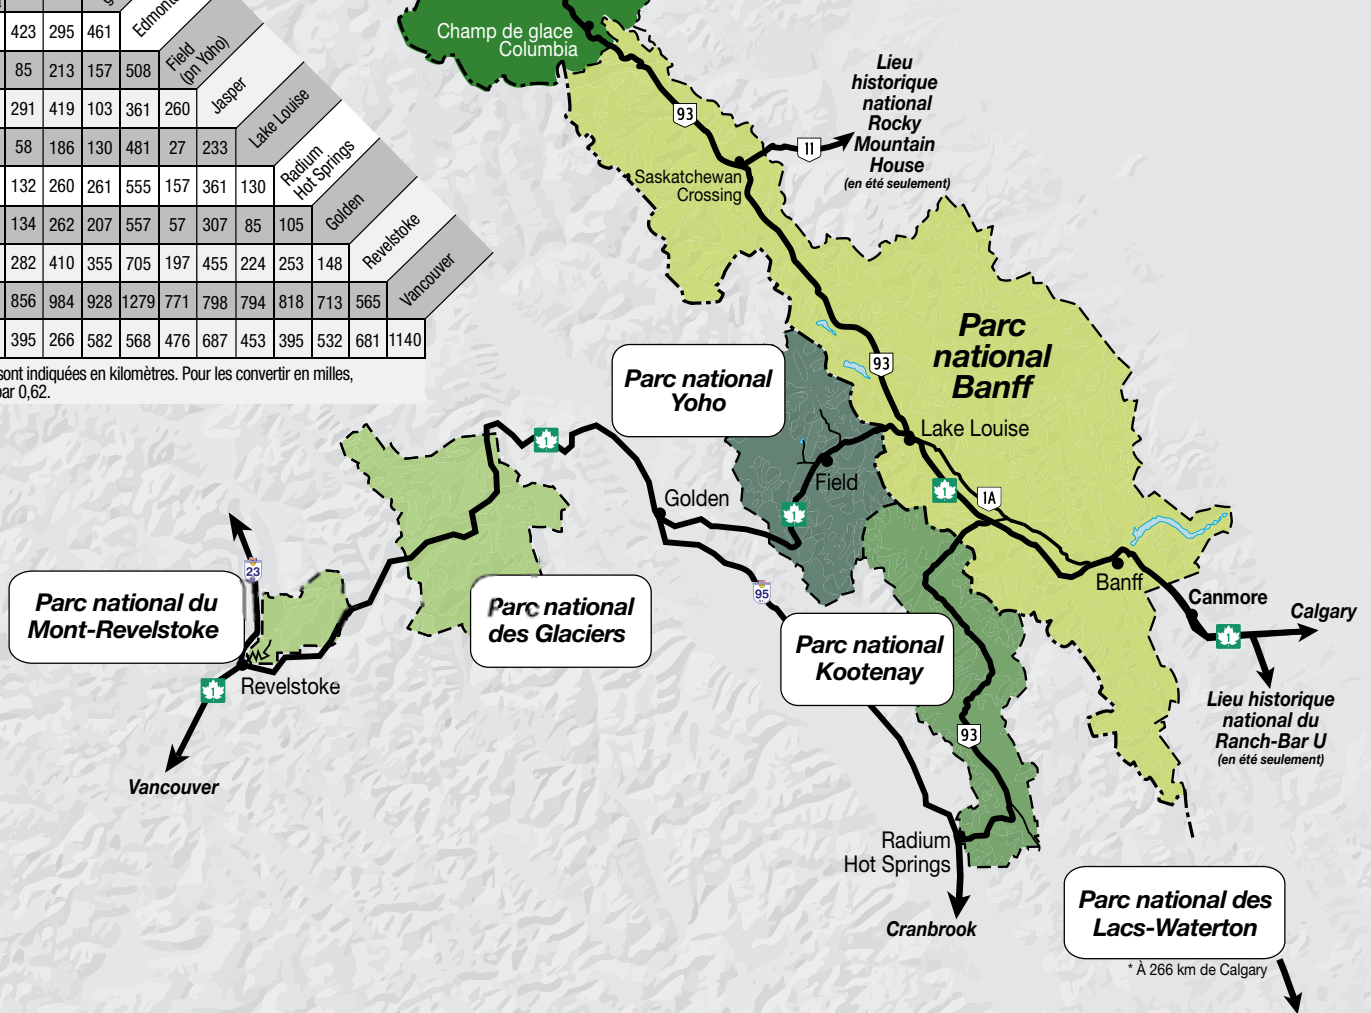 423 295 461 Edmont
85 213 157 508 Field
(pn Yoho)
291 419 103 361 260 Jasper
58 186 130 481 27 233 Lake Louise
132 260 261 555 157 361 130 Radium
Hot Springs
134 262 207 557 57 307 85 105 Golden
282 410 355 705 197 455 224 253 148 Revelstoke
856 984 928 1279 771 798 794 818 713 565 Vancouver
395 266 582 568 476 687 453 395 532 681 1140
sont indiquées en kilomètres. Pour les convertir en milles,
par 0,62.
Champ de glace
Columbia
93
11
Lieu
historique
national
Rocky
Mountain
House
(en été seulement)
Saskatchewan
Crossing
Parc
national
Banff
93
Parc national
Yoho
Lake Louise
1
Golden
Field
1
1
1A
Banff
Canmore
Calgary
1
23
95
Parc national du
Mont-Revelstoke
Parc national
des Glaciers
Parc national
Kootenay
Revelstoke
1
Vancouver
93
Lieu historique
national du
Ranch-Bar U
(en été seulement)
Radium
Hot Springs
Cranbrook
Parc national des
Lacs-Waterton
* À 266 km de Calgary